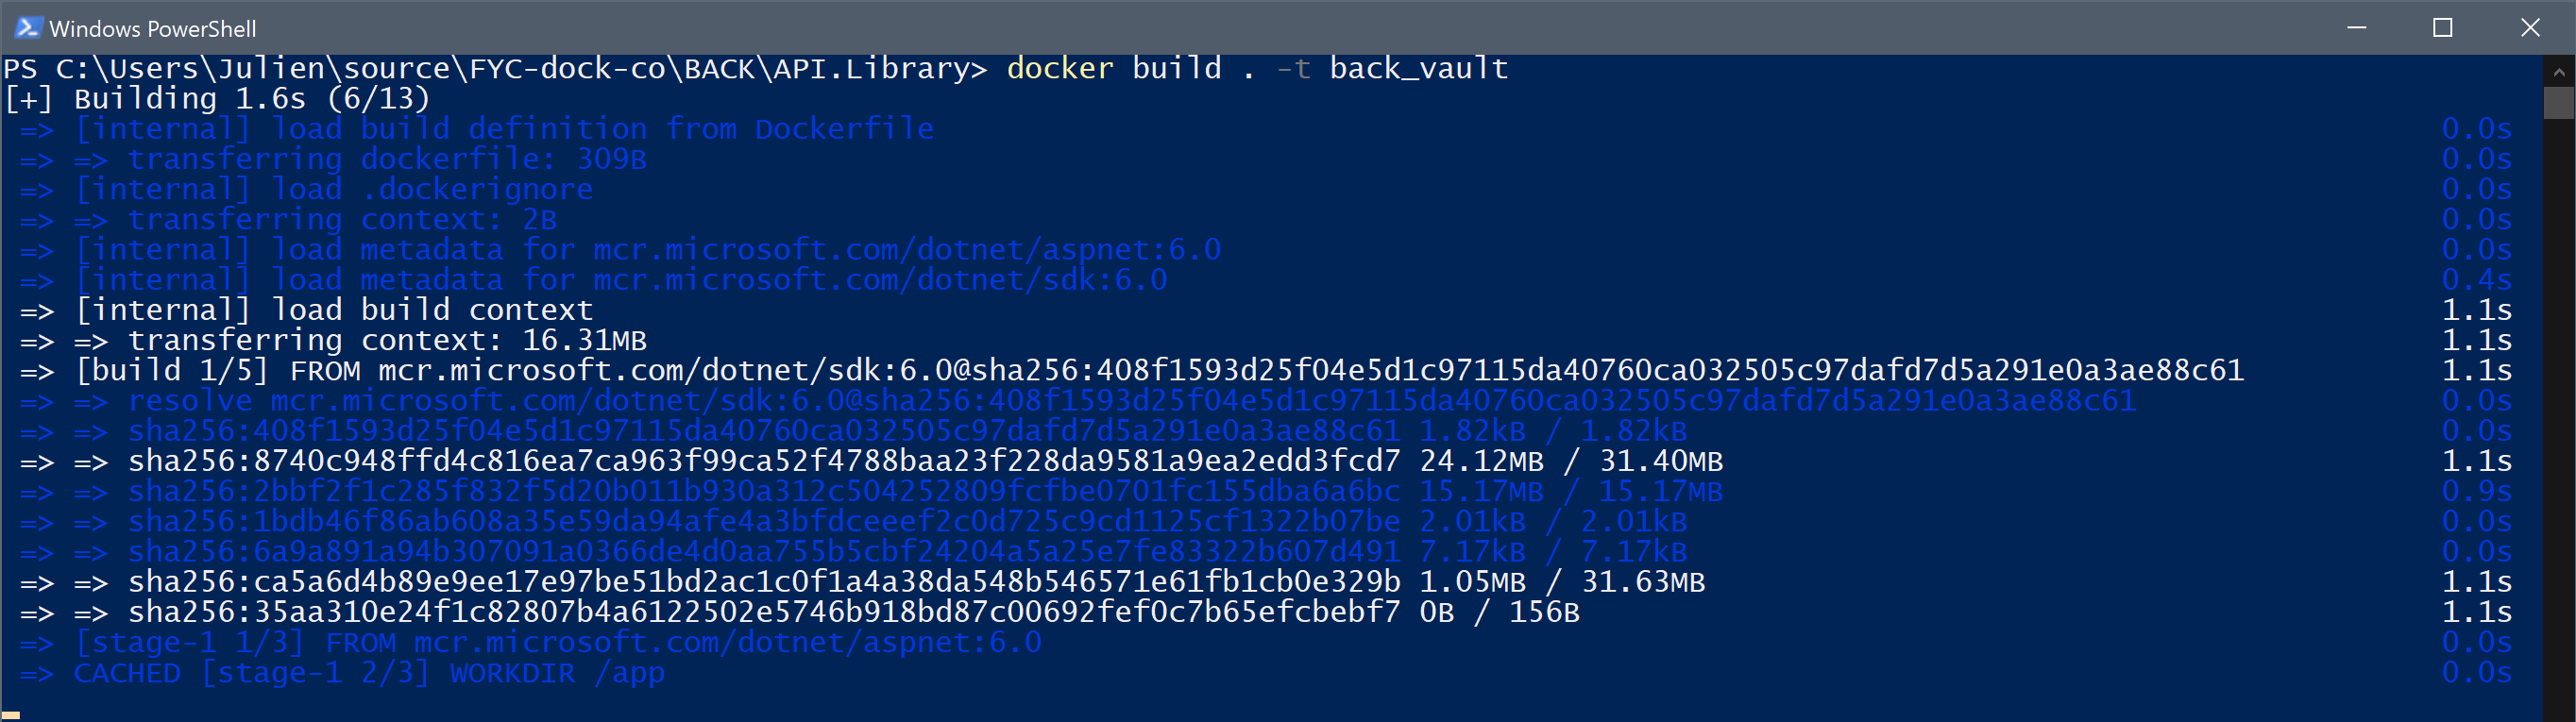 Windows PowerShell
PS C:\Users\Julien\source\FYC-dock-co\BACK\API.Library> docker build . -t back_vault
[+] Building 1.6s (6/13)
=> [internal] load build definition from Dockerfile 0.0s
=> => transferring dockerfile: 309B 0.0s
=> [internal] load .dockerignore 0.0s
=> => transferring context: 2B 0.0s
=> [internal] load metadata for mcr.microsoft.com/dotnet/aspnet:6.0 0.0s
=> [internal] load metadata for mcr.microsoft.com/dotnet/sdk:6.0 0.4s
=> [internal] load build context 1.1s
=> => transferring context: 16.31MB 1.1s
=> [build 1/5] FROM mcr.microsoft.com/dotnet/sdk:6.0@sha256:408f1593d25f04e5d1c97115da40760ca032505c97dafd7d5a291e0a3ae88c61 1.1s
=> => resolve mcr.microsoft.com/dotnet/sdk:6.0@sha256:408f1593d25f04e5d1c97115da40760ca032505c97dafd7d5a291e0a3ae88c61 0.0s
=> => sha256:408f1593d25f04e5d1c97115da40760ca032505c97dafd7d5a291e0a3ae88c61 1.82kB / 1.82kB 0.0s
=> => sha256:8740c948ffd4c816ea7ca963f99ca52f4788baa23f228da9581a9ea2edd3fcd7 24.12MB / 31.40MB 1.1s
=> => sha256:2bbf2f1c285f832f5d20b011b930a312c504252809fcfbe0701fc155dba6a6bc 15.17MB / 15.17MB 0.9s
=> => sha256:1bdb46f86ab608a35e59da94afe4a3bfdceeef2c0d725c9cd1125cf1322b07be 2.01kB / 2.01kB 0.0s
=> => sha256:6a9a891a94b307091a0366de4d0aa755b5cbf24204a5a25e7fe83322b607d491 7.17kB / 7.17kB 0.0s
=> => sha256:ca5a6d4b89e9ee17e97be51bd2ac1c0f1a4a38da548b546571e61fb1cb0e329b 1.05MB / 31.63MB 1.1s
=> => sha256:35aa310e24f1c82807b4a6122502e5746b918bd87c00692fef0c7b65efcbebf7 0B / 156B 1.1s
=> [stage-1 1/3] FROM mcr.microsoft.com/dotnet/aspnet:6.0 0.0s
=> CACHED [stage-1 2/3] WORKDIR /app 0.0s